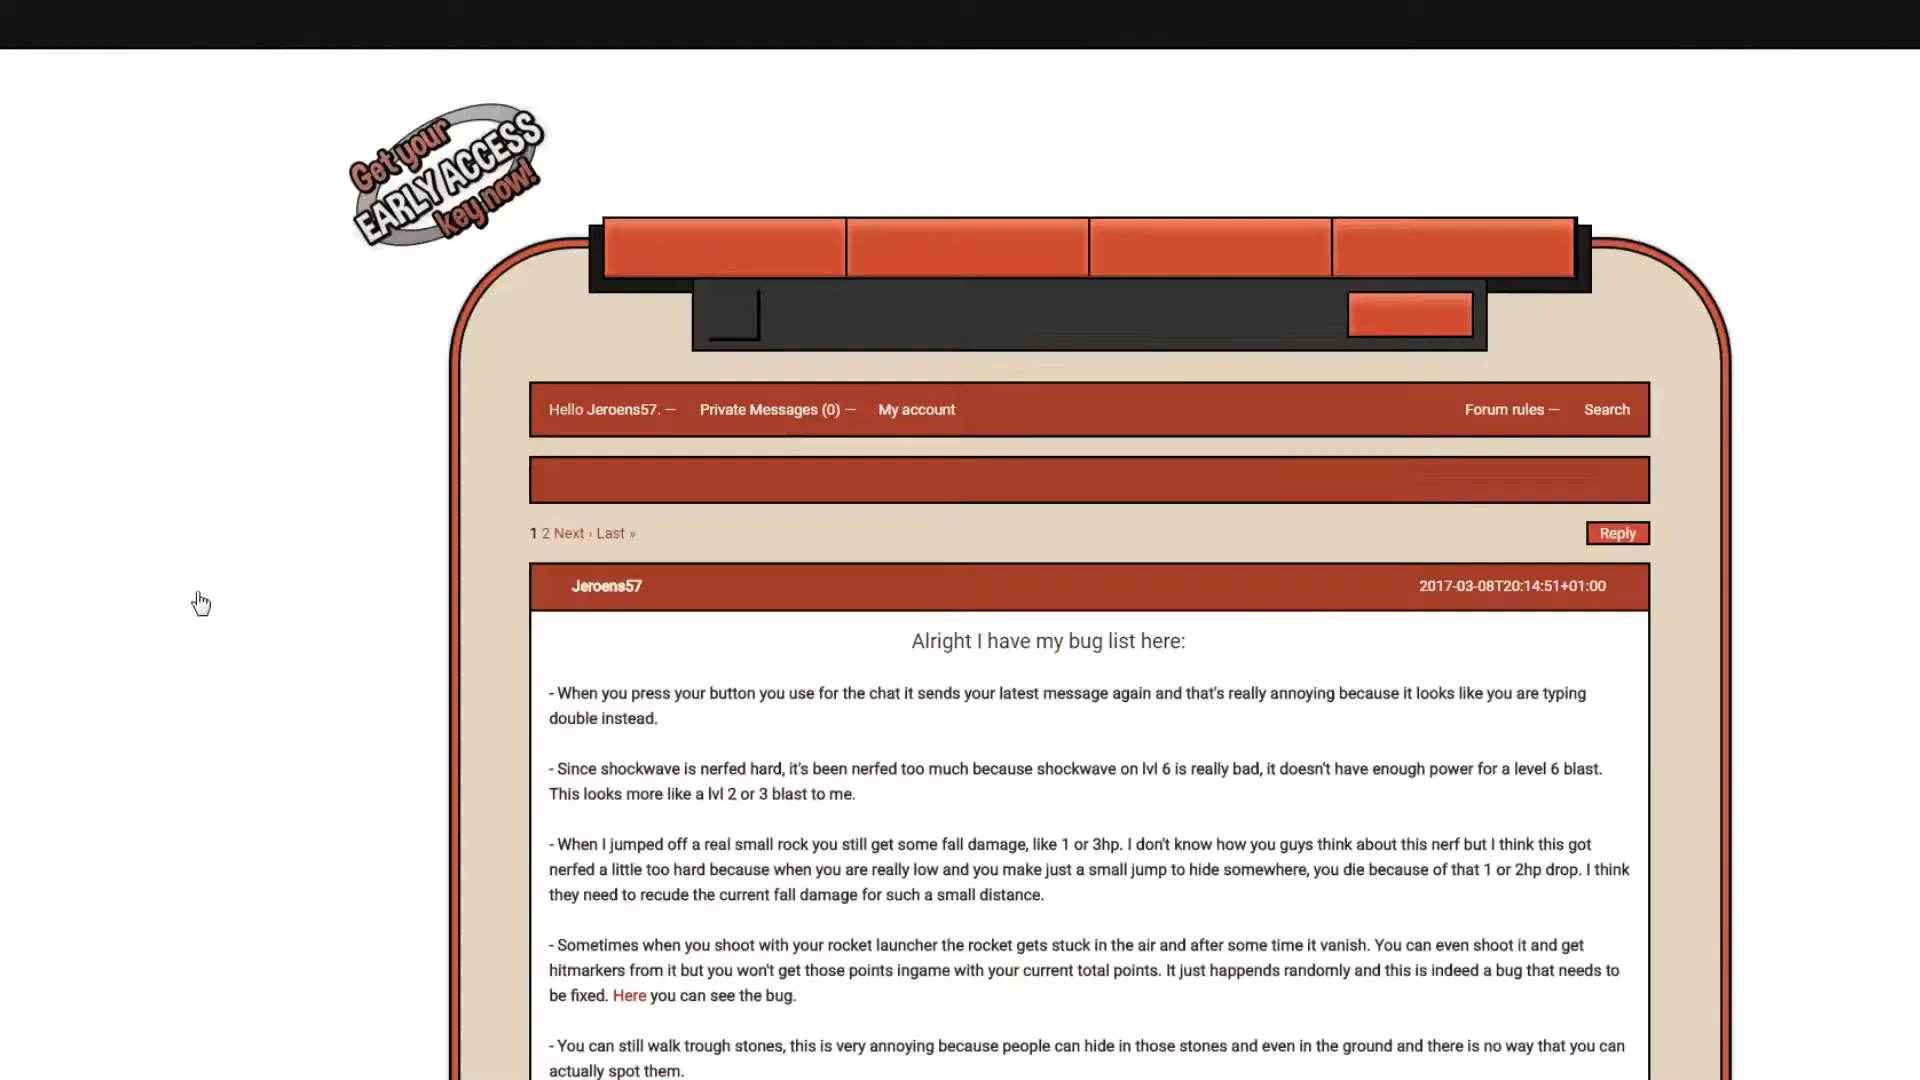 Get your
EARLY ACCESS
key now!
Hello Jeroens57. — Private Messages (0) — My account Forum rules — Search
1 2 Next › Last » Reply
Jeroens57 2017-03-08T20:14:51+01:00
Alright I have my bug list here:
- When you press your button you use for the chat it sends your latest message again and that's really annoying because it looks like you are typing
double instead.
- Since shockwave is nerfed hard, it's been nerfed too much because shockwave on lvl 6 is really bad, it doesn't have enough power for a level 6 blast.
This looks more like a lvl 2 or 3 blast to me.
- When I jumped off a real small rock you still get some fall damage, like 1 or 3hp. I don't know how you guys think about this nerf but I think this got
nerfed a little too hard because when you are really low and you make just a small jump to hide somewhere, you die because of that 1 or 2hp drop. I think
they need to recude the current fall damage for such a small distance.
- Sometimes when you shoot with your rocket launcher the rocket gets stuck in the air and after some time it vanish. You can even shoot it and get
hitmarkers from it but you won't get those points ingame with your current total points. It just happends randomly and this is indeed a bug that needs to
be fixed. Here you can see the bug.
- You can still walk trough stones, this is very annoying because people can hide in those stones and even in the ground and there is no way that you can
actually spot them.